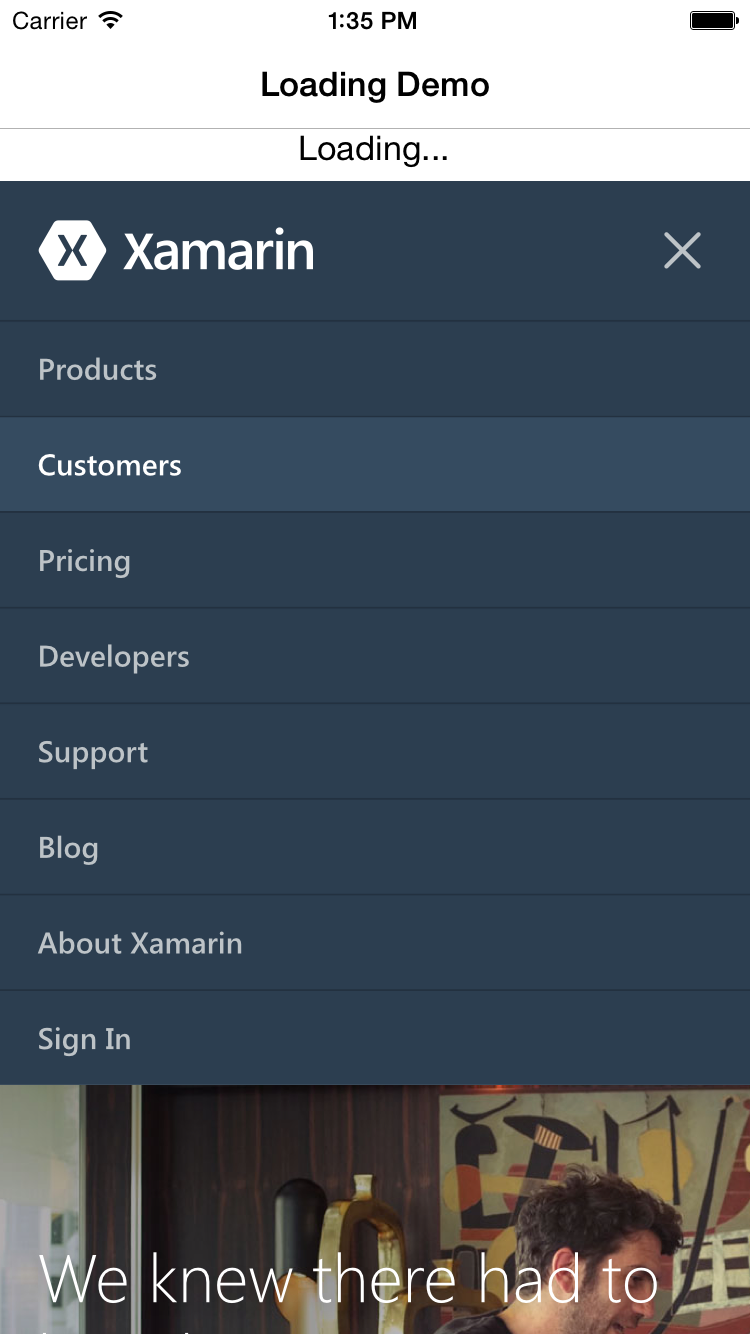 Carrier 1:35 PM
Loading Demo
Loading...
X Xamarin
Products
Customers
Pricing
Developers
Support
Blog
About Xamarin
Sign In
We knew there had to